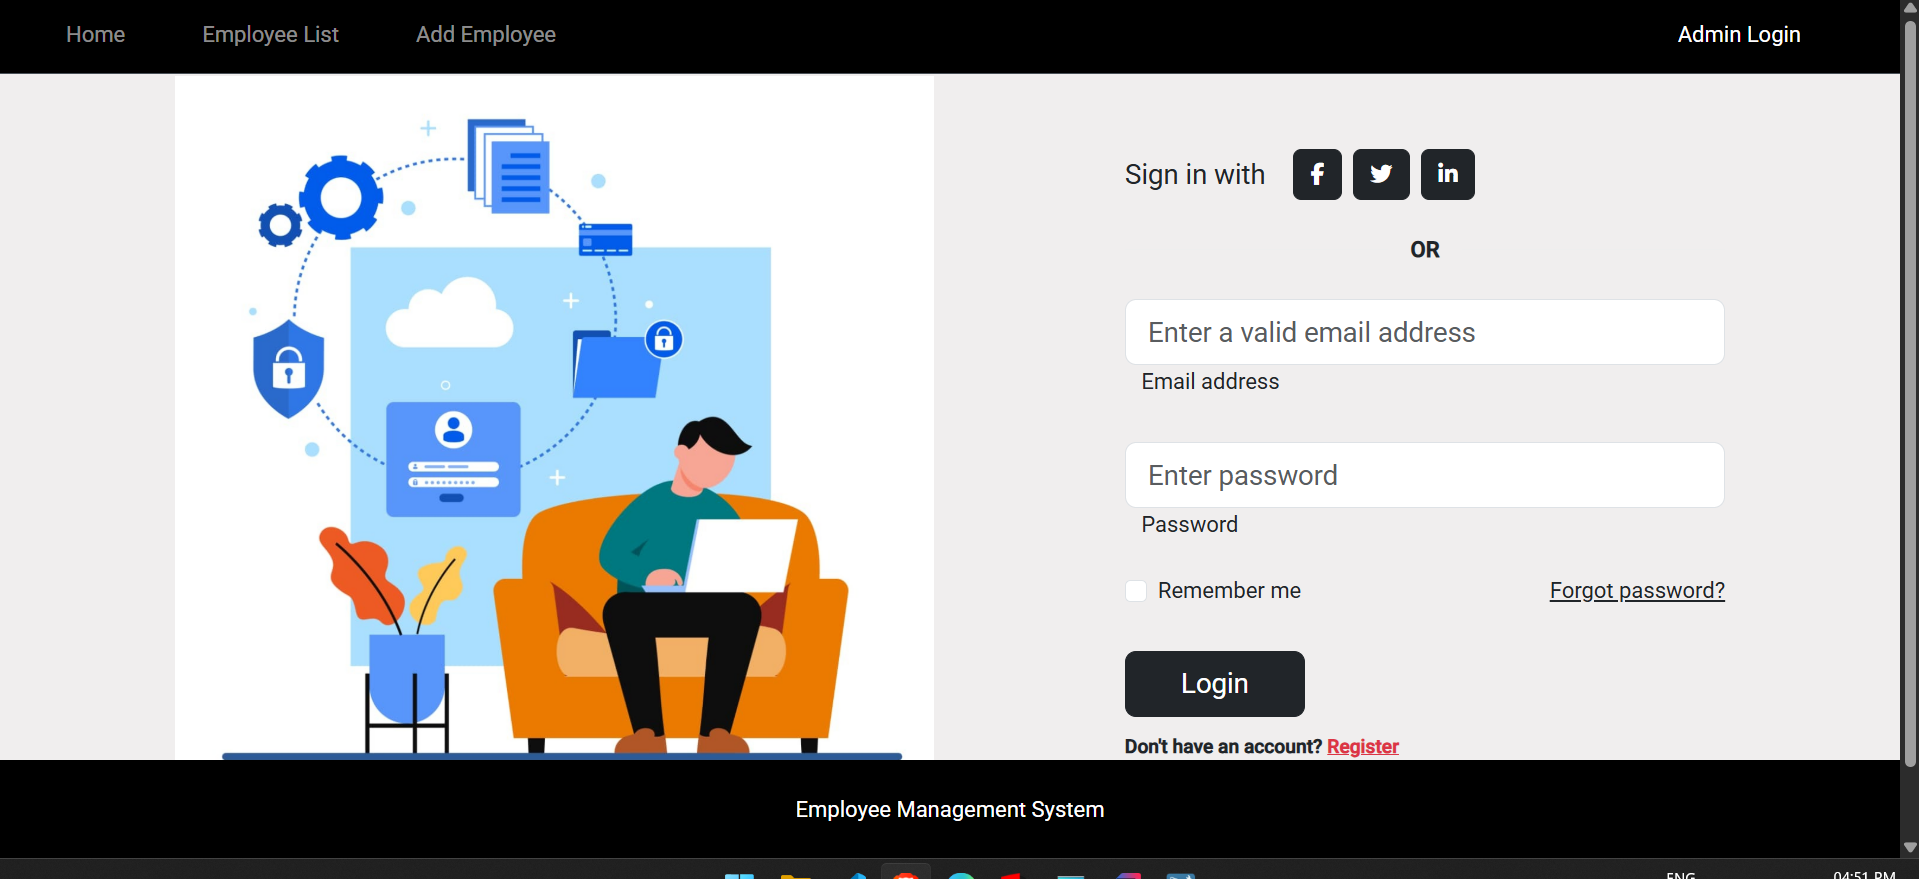 Home Employee List Add Employee Admin Login
Sign in with
OR
Enter a valid email address
Email address
Enter password
Password
Remember me Forgot password?
Login
Don't have an account? Register
Employee Management System
ENG 04:51 PM